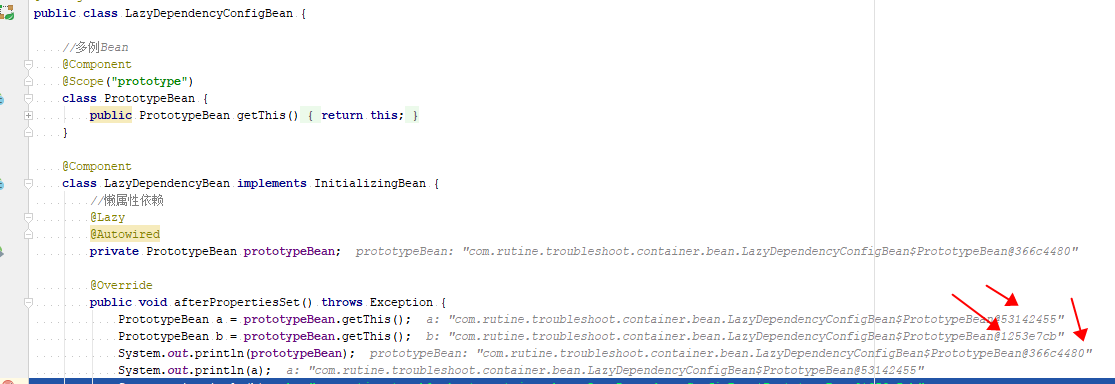 public class LazyDependencyConfigBean {
//多例Bean
@Component
@Scope("prototype")
class PrototypeBean {
public PrototypeBean getThis() { return this; }
}
@Component
class LazyDependencyBean implements InitializingBean {
//懒属性依赖
@Lazy
@Autowired
private PrototypeBean prototypeBean; prototypeBean: "com.rutine.troubleshoot.container.bean.LazyDependencyConfigBean$PrototypeBean@366c4480"
@Override
public void afterPropertiesSet() throws Exception {
PrototypeBean a = prototypeBean.getThis(); a: "com.rutine.troubleshoot.container.bean.LazyDependencyConfigBean$PrototypeBean@53142455"
PrototypeBean b = prototypeBean.getThis(); b: "com.rutine.troubleshoot.container.bean.LazyDependencyConfigBean$PrototypeBean@1253e7cb"
System.out.println(prototypeBean); prototypeBean: "com.rutine.troubleshoot.container.bean.LazyDependencyConfigBean$PrototypeBean@366c4480"
System.out.println(a); a: "com.rutine.troubleshoot.container.bean.LazyDependencyConfigBean$PrototypeBean@53142455"